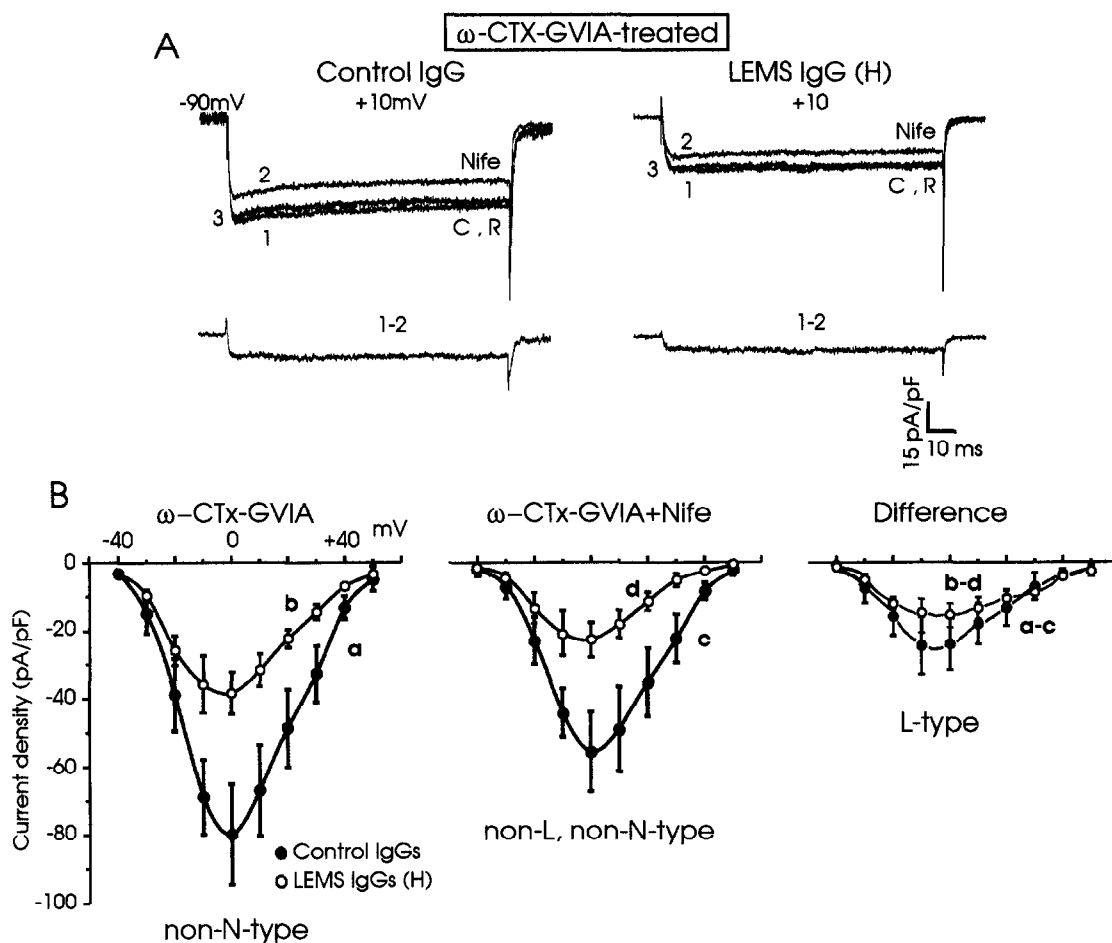 A
ω-CTX-GVIA-treated
Control IgG
LEMS IgG (H)
-90mV
+10mV
+10
2
Nife
3
1
C , R
2
Nife
3
1
C , R
1-2
1-2
15 pA/pF
10 ms
B
ω-CTx-GVIA
ω-CTx-GVIA+Nife
Difference
-40
0
+40
mV
0
-20
-40
-60
-80
-100
Current density (pA/pF)
b
a
d
c
b-d
a-c
L-type
non-L, non-N-type
Control IgGs
LEMS IgGs (H)
non-N-type